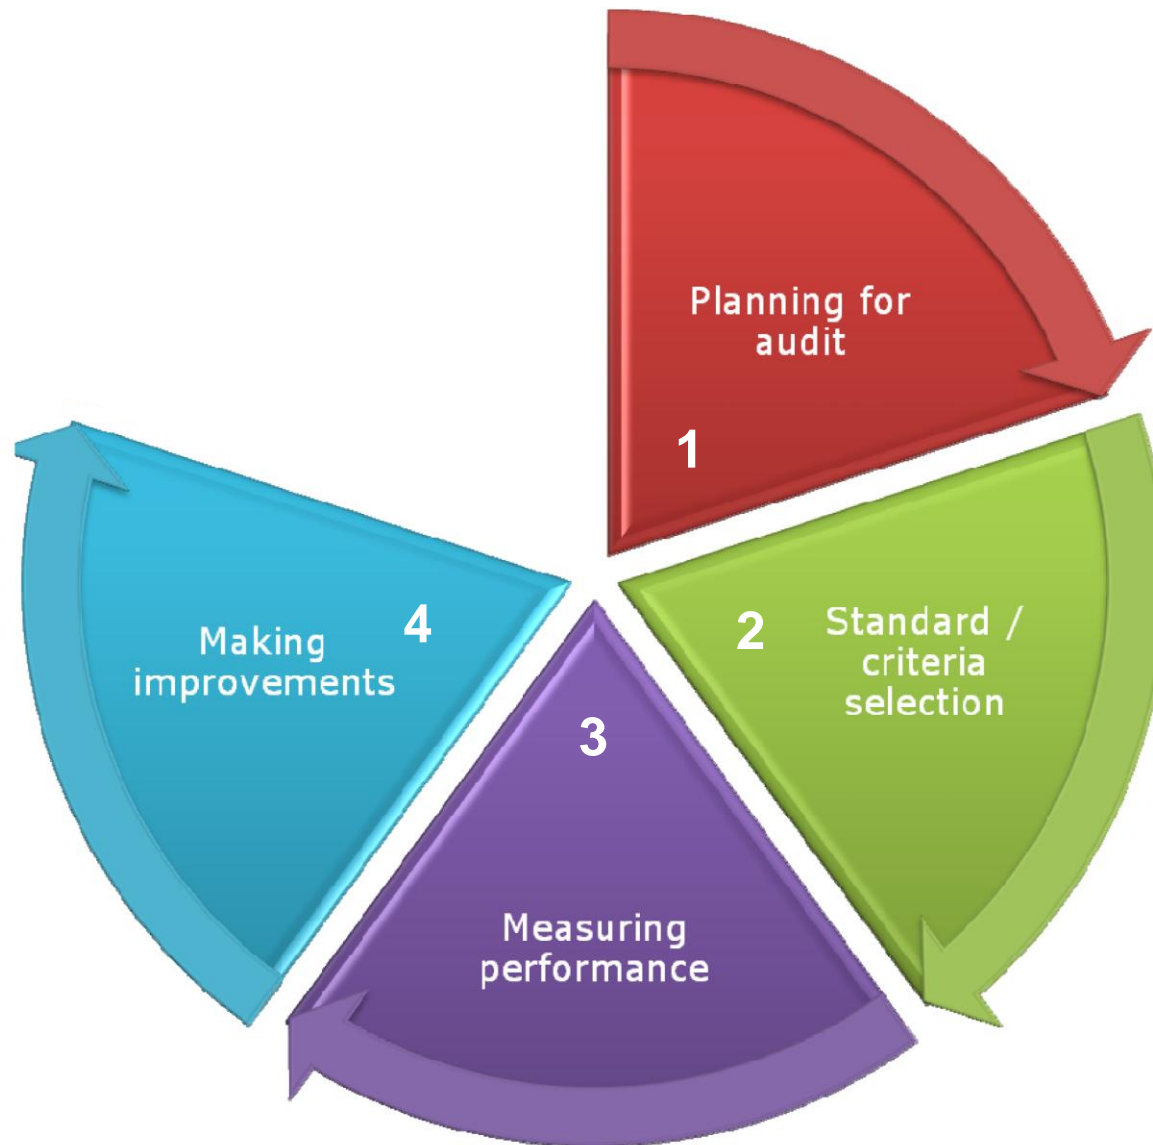 Planning for
audit
1
2
Standard /
criteria
selection
3
Measuring
performance
4
Making
improvements